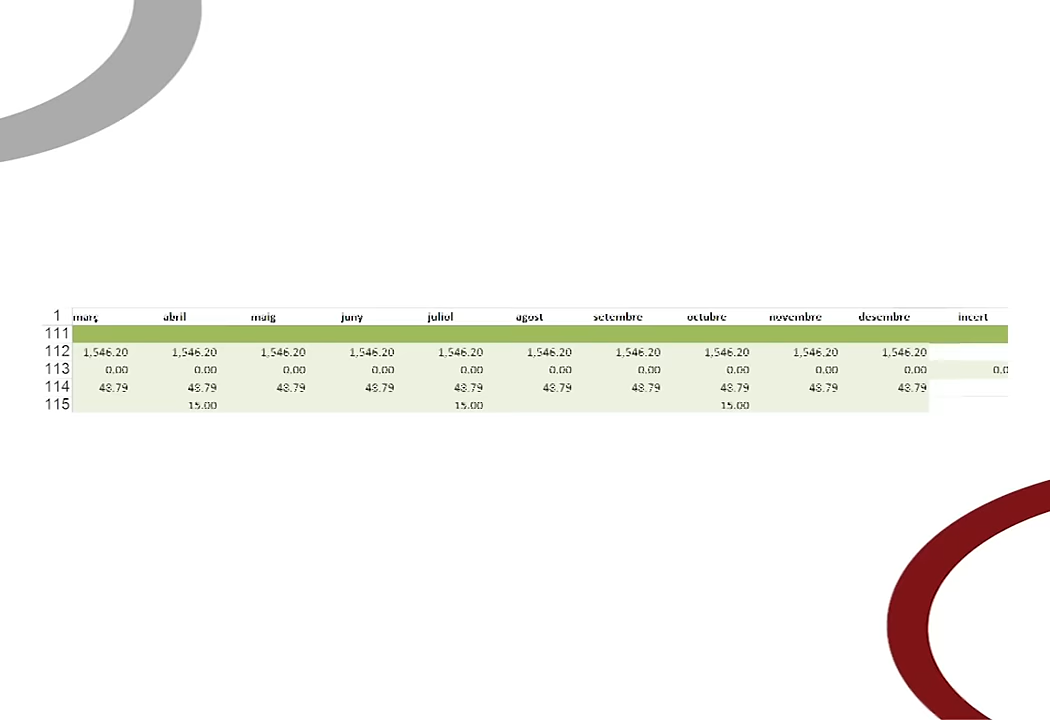 1 març abril maig juny juliol agost setembre octubre novembre desembre incert
111
112 1,546.20 1,546.20 1,546.20 1,546.20 1,546.20 1,546.20 1,546.20 1,546.20 1,546.20 1,546.20
113 0.00 0.00 0.00 0.00 0.00 0.00 0.00 0.00 0.00 0.00 0.0
114 48.79 48.79 48.79 48.79 48.79 48.79 48.79 48.79 48.79 48.79
115 15.00 15.00 15.00